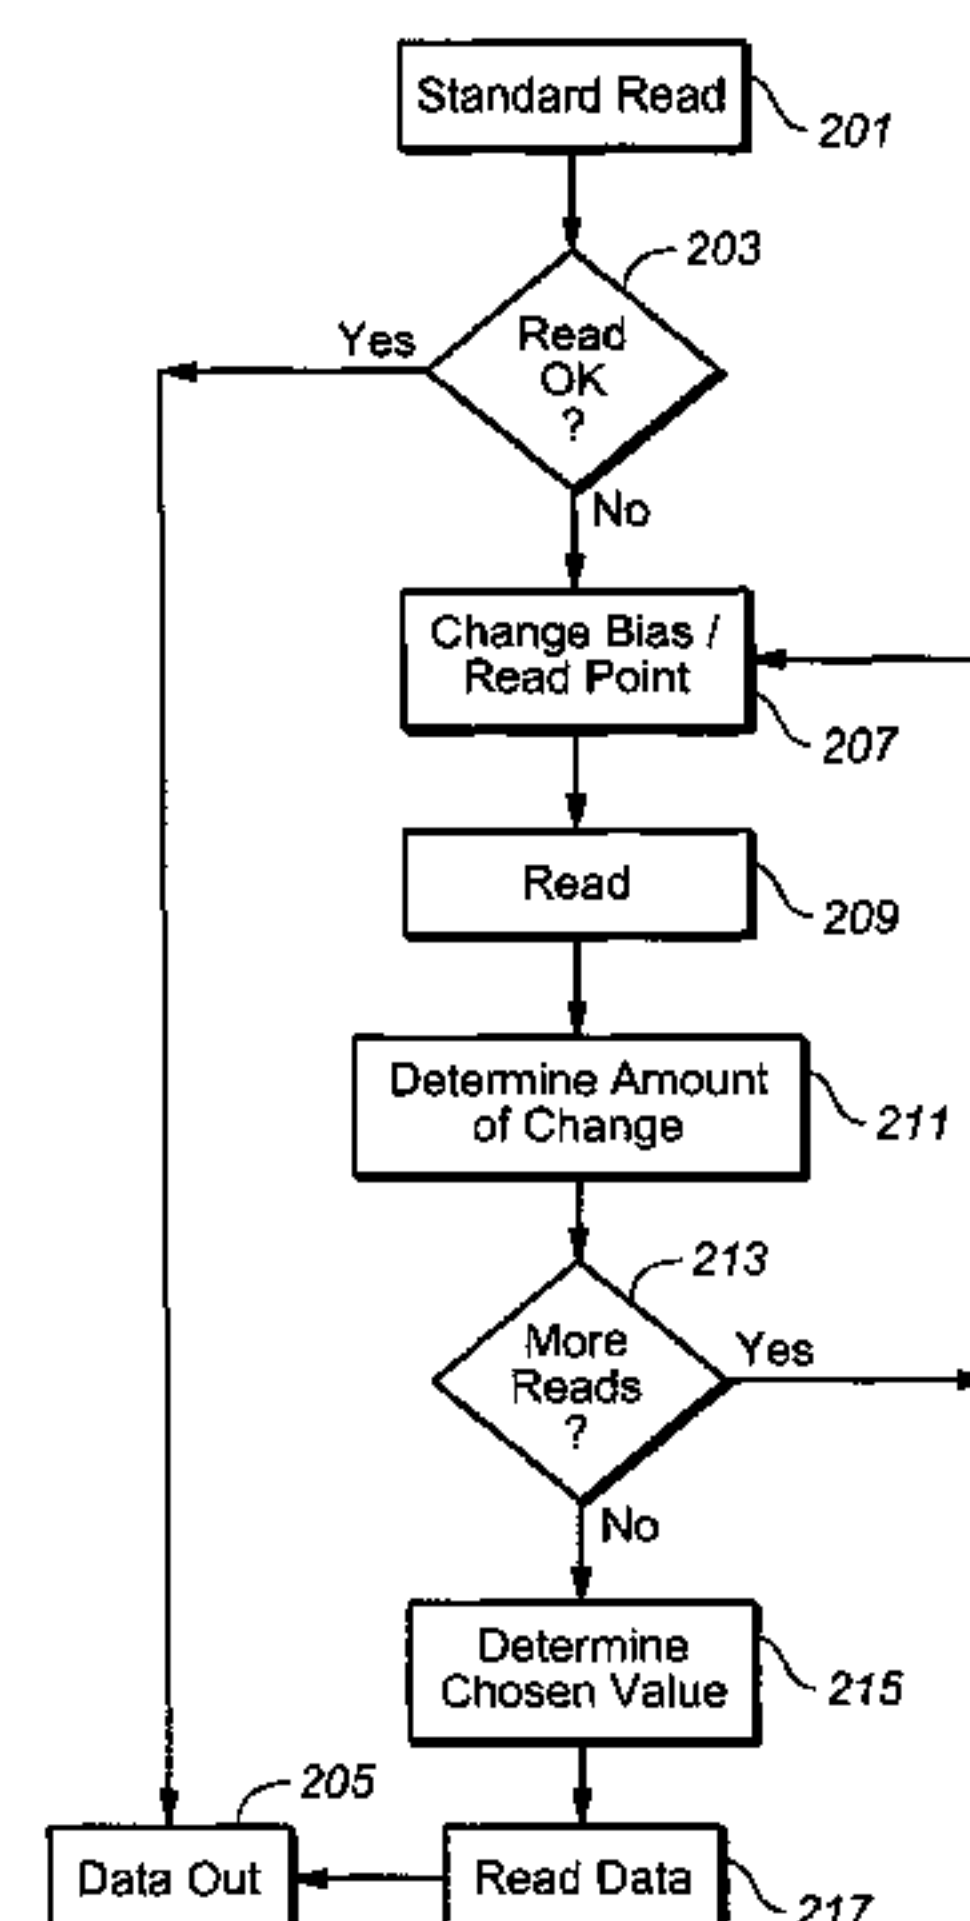 Standard Read
201
203
Read
OK
?
Yes
No
Change Bias /
Read Point
207
Read
209
Determine Amount
of Change
211
213
More
Reads
?
Yes
No
Determine
Chosen Value
215
205
Data Out
Read Data
217